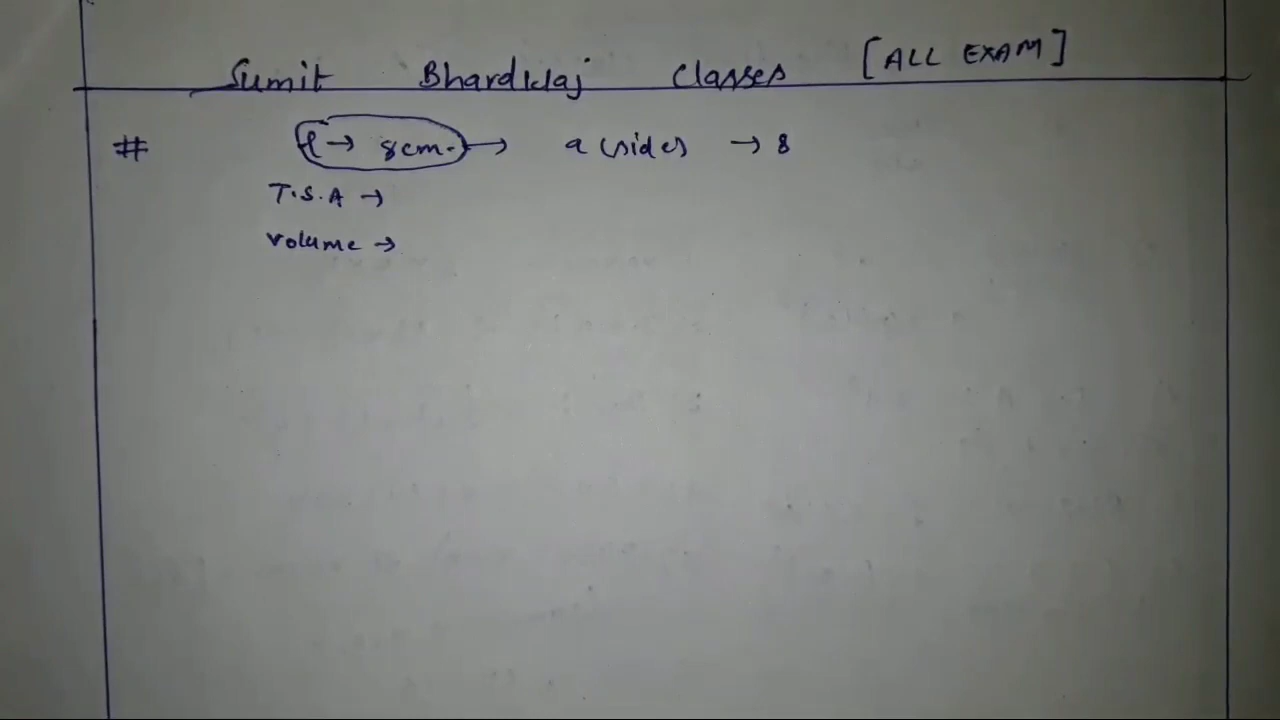 Sumit Bhardwaj Classes [ALL EXAM]
# l → 8cm. → a (side) → 8
T.S.A →
volume →